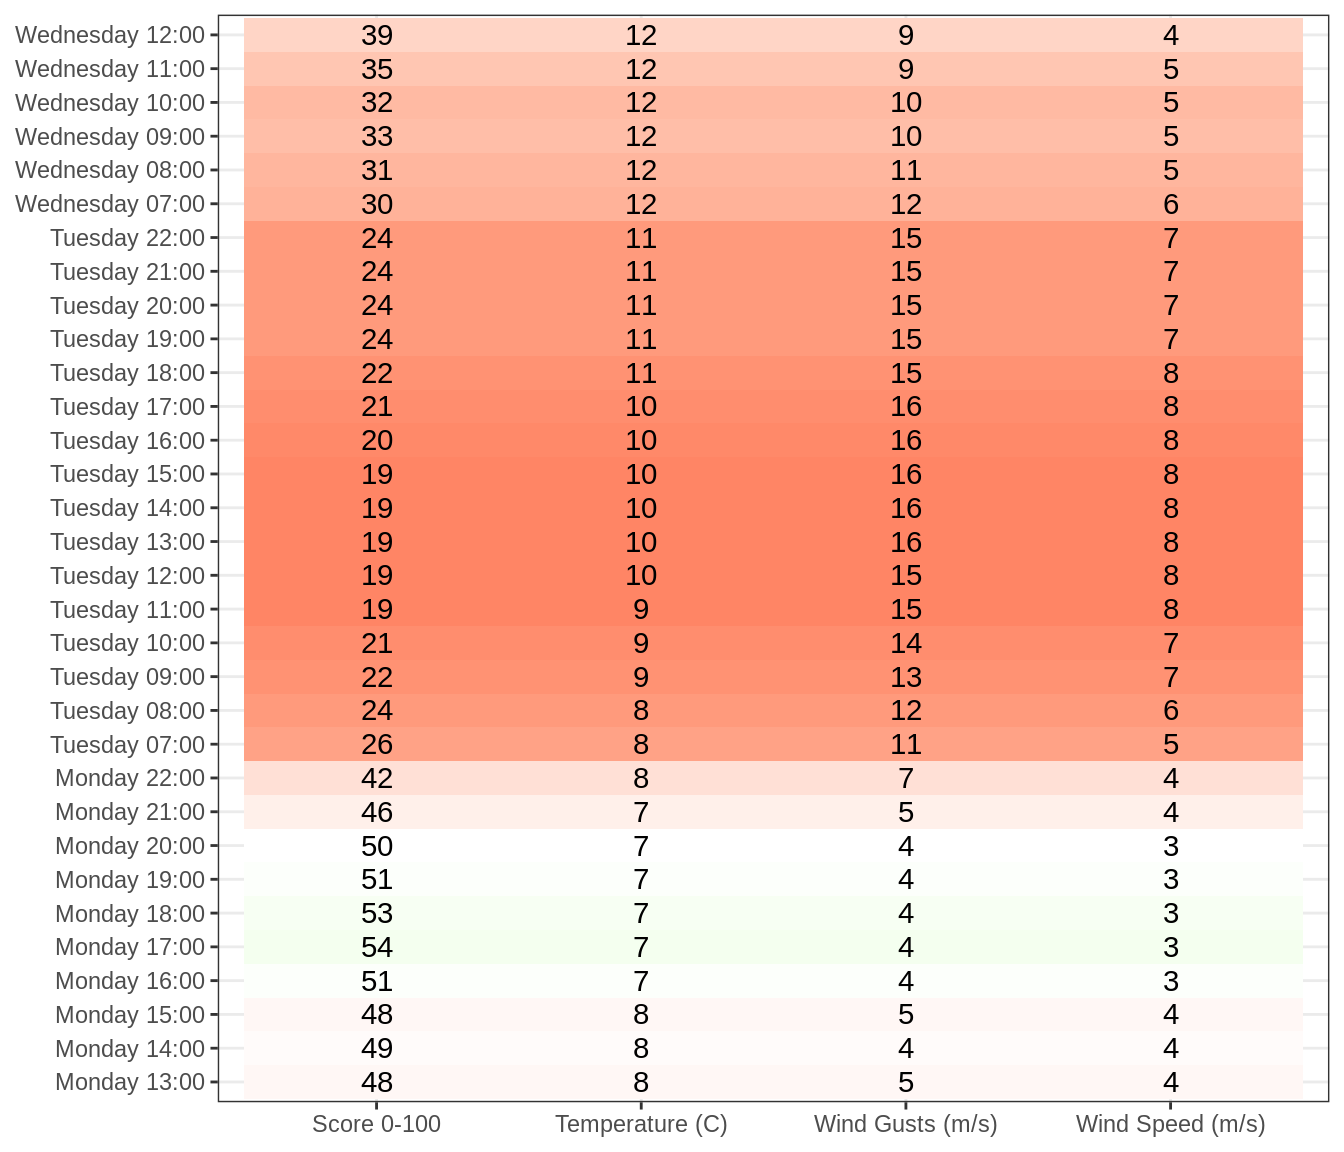 Wednesday 12:00 39 12 9 4
Wednesday 11:00 35 12 9 5
Wednesday 10:00 32 12 10 5
Wednesday 09:00 33 12 10 5
Wednesday 08:00 31 12 11 5
Wednesday 07:00 30 12 12 6
Tuesday 22:00 24 11 15 7
Tuesday 21:00 24 11 15 7
Tuesday 20:00 24 11 15 7
Tuesday 19:00 24 11 15 7
Tuesday 18:00 22 11 15 8
Tuesday 17:00 21 10 16 8
Tuesday 16:00 20 10 16 8
Tuesday 15:00 19 10 16 8
Tuesday 14:00 19 10 16 8
Tuesday 13:00 19 10 16 8
Tuesday 12:00 19 10 15 8
Tuesday 11:00 19 9 15 8
Tuesday 10:00 21 9 14 7
Tuesday 09:00 22 9 13 7
Tuesday 08:00 24 8 12 6
Tuesday 07:00 26 8 11 5
Monday 22:00 42 8 7 4
Monday 21:00 46 7 5 4
Monday 20:00 50 7 4 3
Monday 19:00 51 7 4 3
Monday 18:00 53 7 4 3
Monday 17:00 54 7 4 3
Monday 16:00 51 7 4 3
Monday 15:00 48 8 5 4
Monday 14:00 49 8 4 4
Monday 13:00 48 8 5 4
Score 0-100 Temperature (C) Wind Gusts (m/s) Wind Speed (m/s)